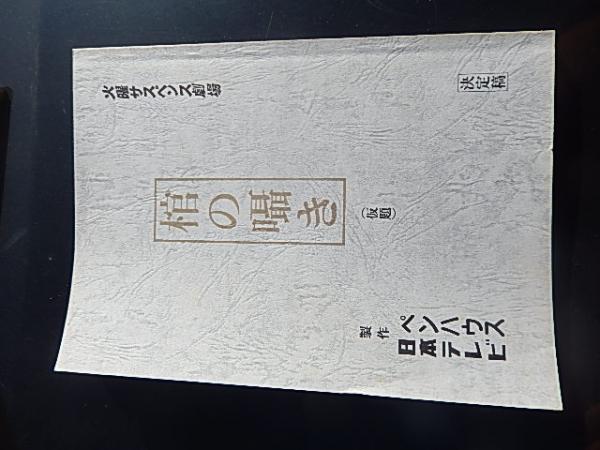 火曜サスペンス劇場
決定稿
棺の囁き
(仮題)
製作
ペンハウス
日本テレビ